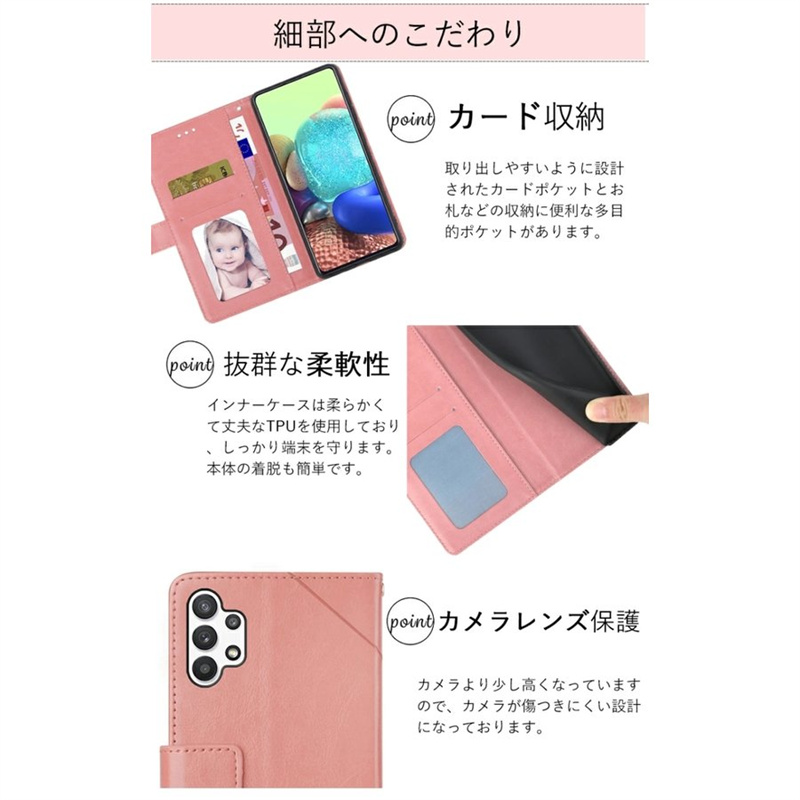 細部へのこだわり
point カード収納
取り出しやすいように設計
されたカードポケットとお
札などの収納に便利な多目
的ポケットがあります。
10
point 抜群な柔軟性
インナーケースは柔らかく
て丈夫なTPUを使用しており
、しっかり端末を守ります。
本体の着脱も簡単です。
point カメラレンズ保護
カメラより少し高くなっています
ので、カメラが傷つきにくい設計
になっております。